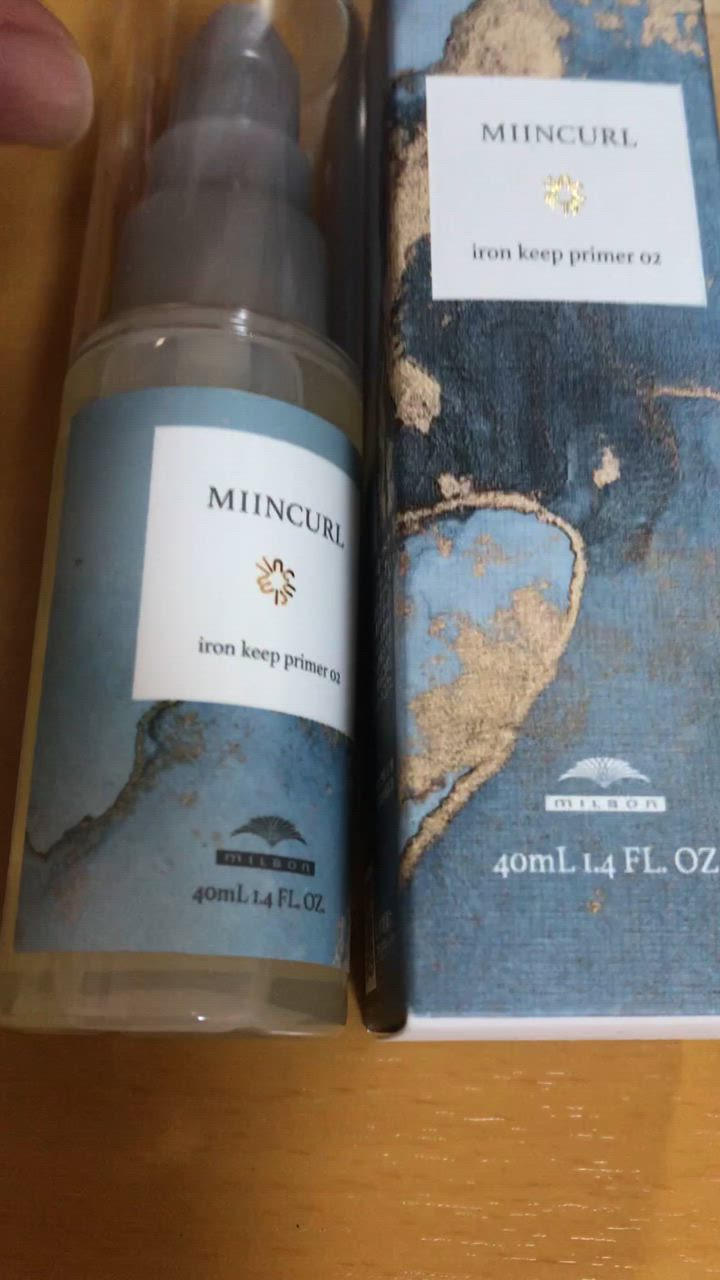 MIINCURL
iron keep primer 02
MILBON
40mL 1.4 FL. OZ
MIINCURL
iron keep primer 02
MILBON
40mL 1.4 FL. OZ